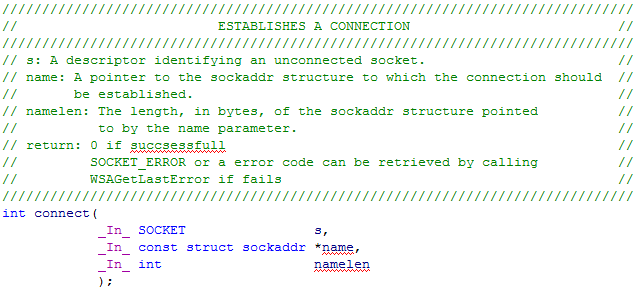 ///////////////////////////////////////////////////////////////////////////////
//                         ESTABLISHES A CONNECTION                          //
///////////////////////////////////////////////////////////////////////////////
// s: A descriptor identifying an unconnected socket.                        //
// name: A pointer to the sockaddr structure to which the connection should  //
//       be established.                                                     //
// namelen: The length, in bytes, of the sockaddr structure pointed          //
//          to by the name parameter.                                        //
// return: 0 if succsessfull                                                 //
//         SOCKET_ERROR or a error code can be retrieved by calling          //
//         WSAGetLastError if fails                                          //
///////////////////////////////////////////////////////////////////////////////
int connect(
            _In_ SOCKET                s,
            _In_ const struct sockaddr *name,
            _In_ int                   namelen
            );